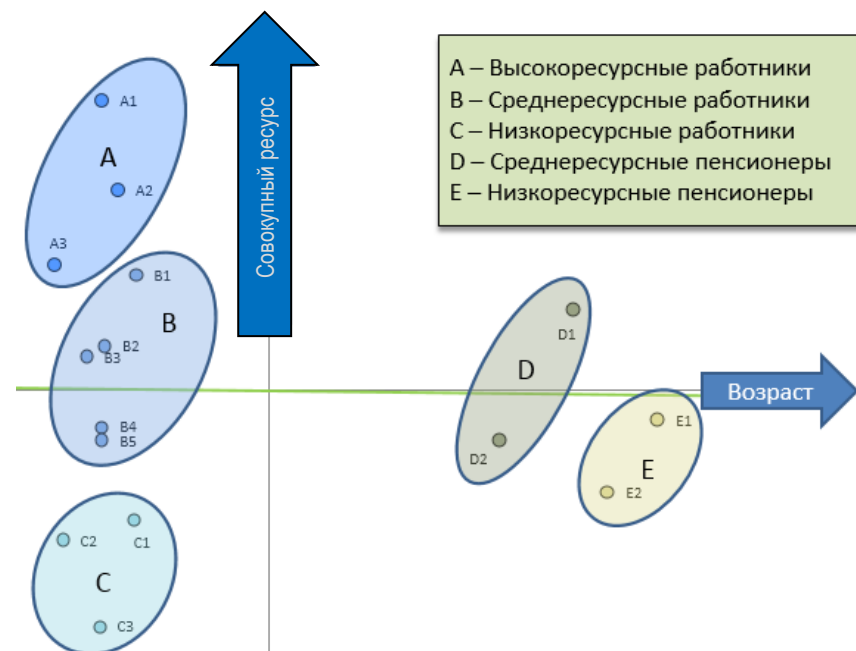 A – Высокоресурсные работники
B – Среднересурсные работники
C – Низкоресурсные работники
D – Среднересурсные пенсионеры
E – Низкоресурсные пенсионеры
Совокупный ресурс
A1
A
A2
A3
B1
B
B2
B3
B4
B5
D1
D
D2
Возраст
E1
E
E2
C2
C1
C
C3